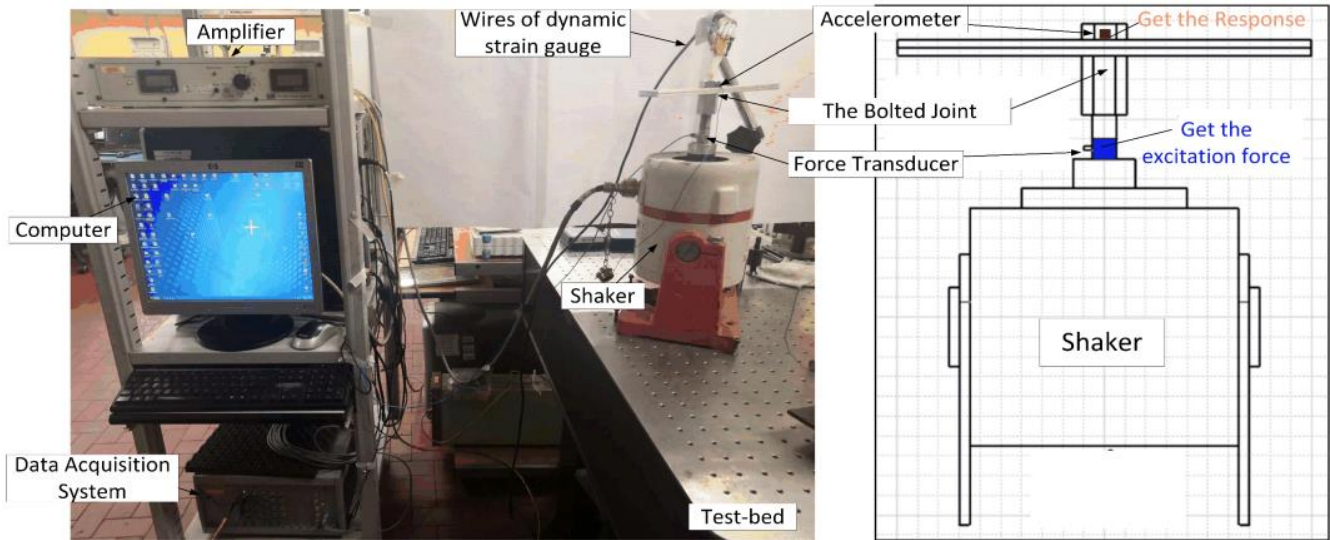 Amplifier
Wires of dynamic
strain gauge
Accelerometer
Get the Response
The Bolted Joint
Force Transducer
Get the
excitation force
Computer
Shaker
Shaker
Data Acquisition
System
Test-bed